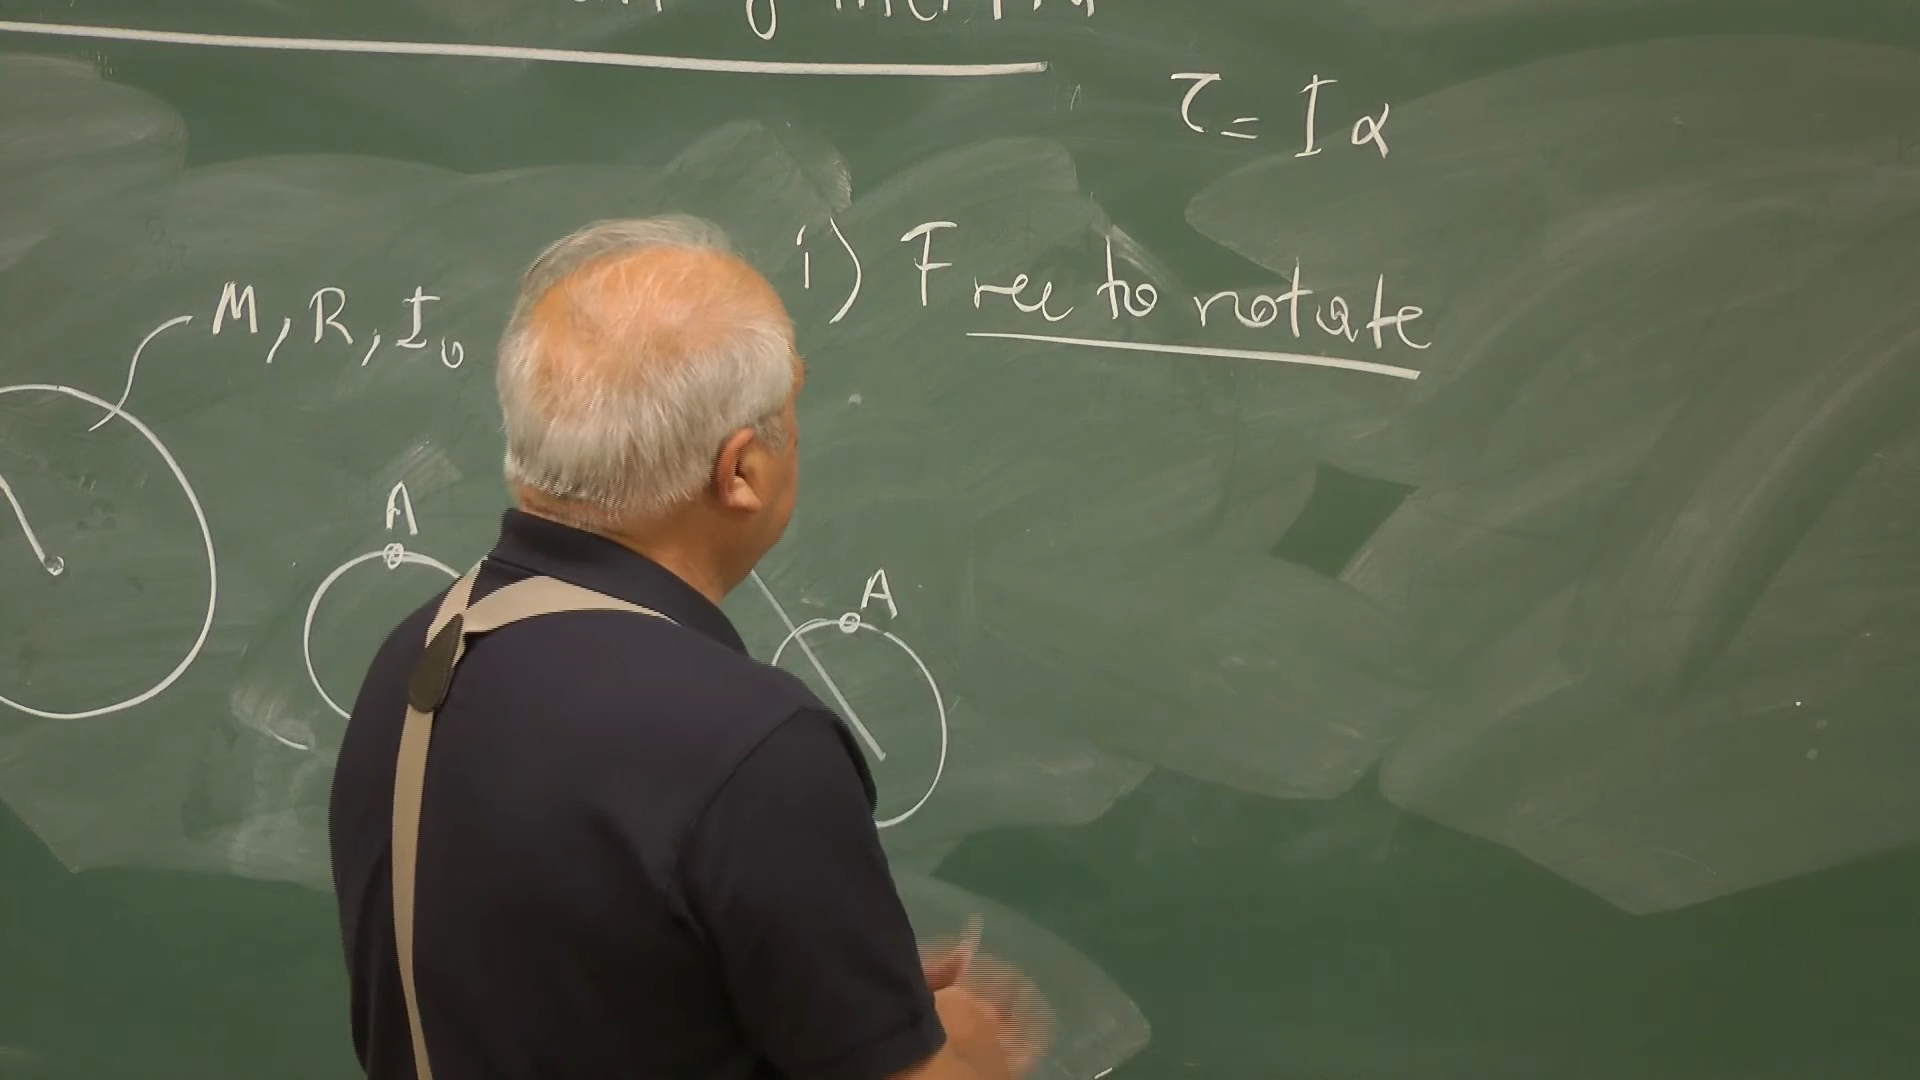 τ = I α
i) Free to rotate
M, R, I₀
A
A